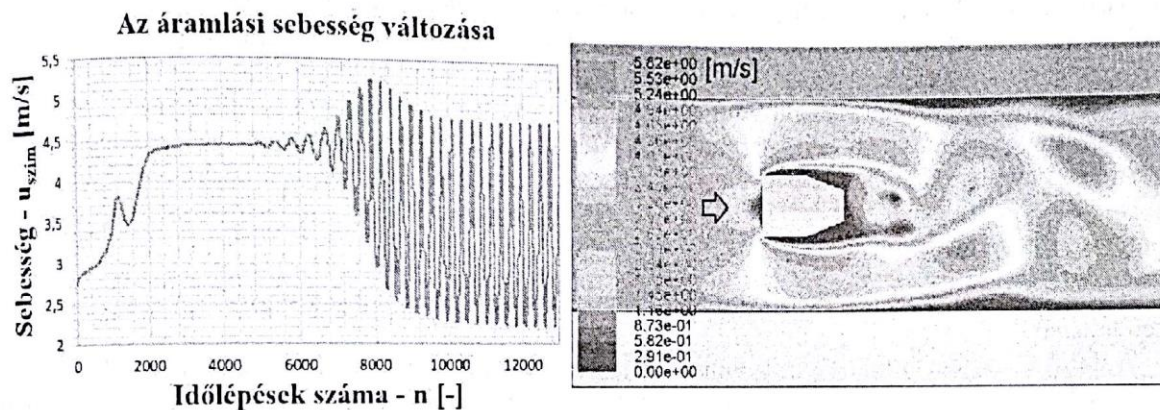 Az áramlási sebesség változása
Sebesség - u_szim [m/s]
5,5
5
4,5
4
3,5
3
2,5
2
0
2000
4000
6000
8000
10000
12000
Időlépések száma - n [-]
5.82e+00
[m/s]
5.53e+00
5.24e+00
8.73e-01
5.82e-01
2.91e-01
0.00e+00